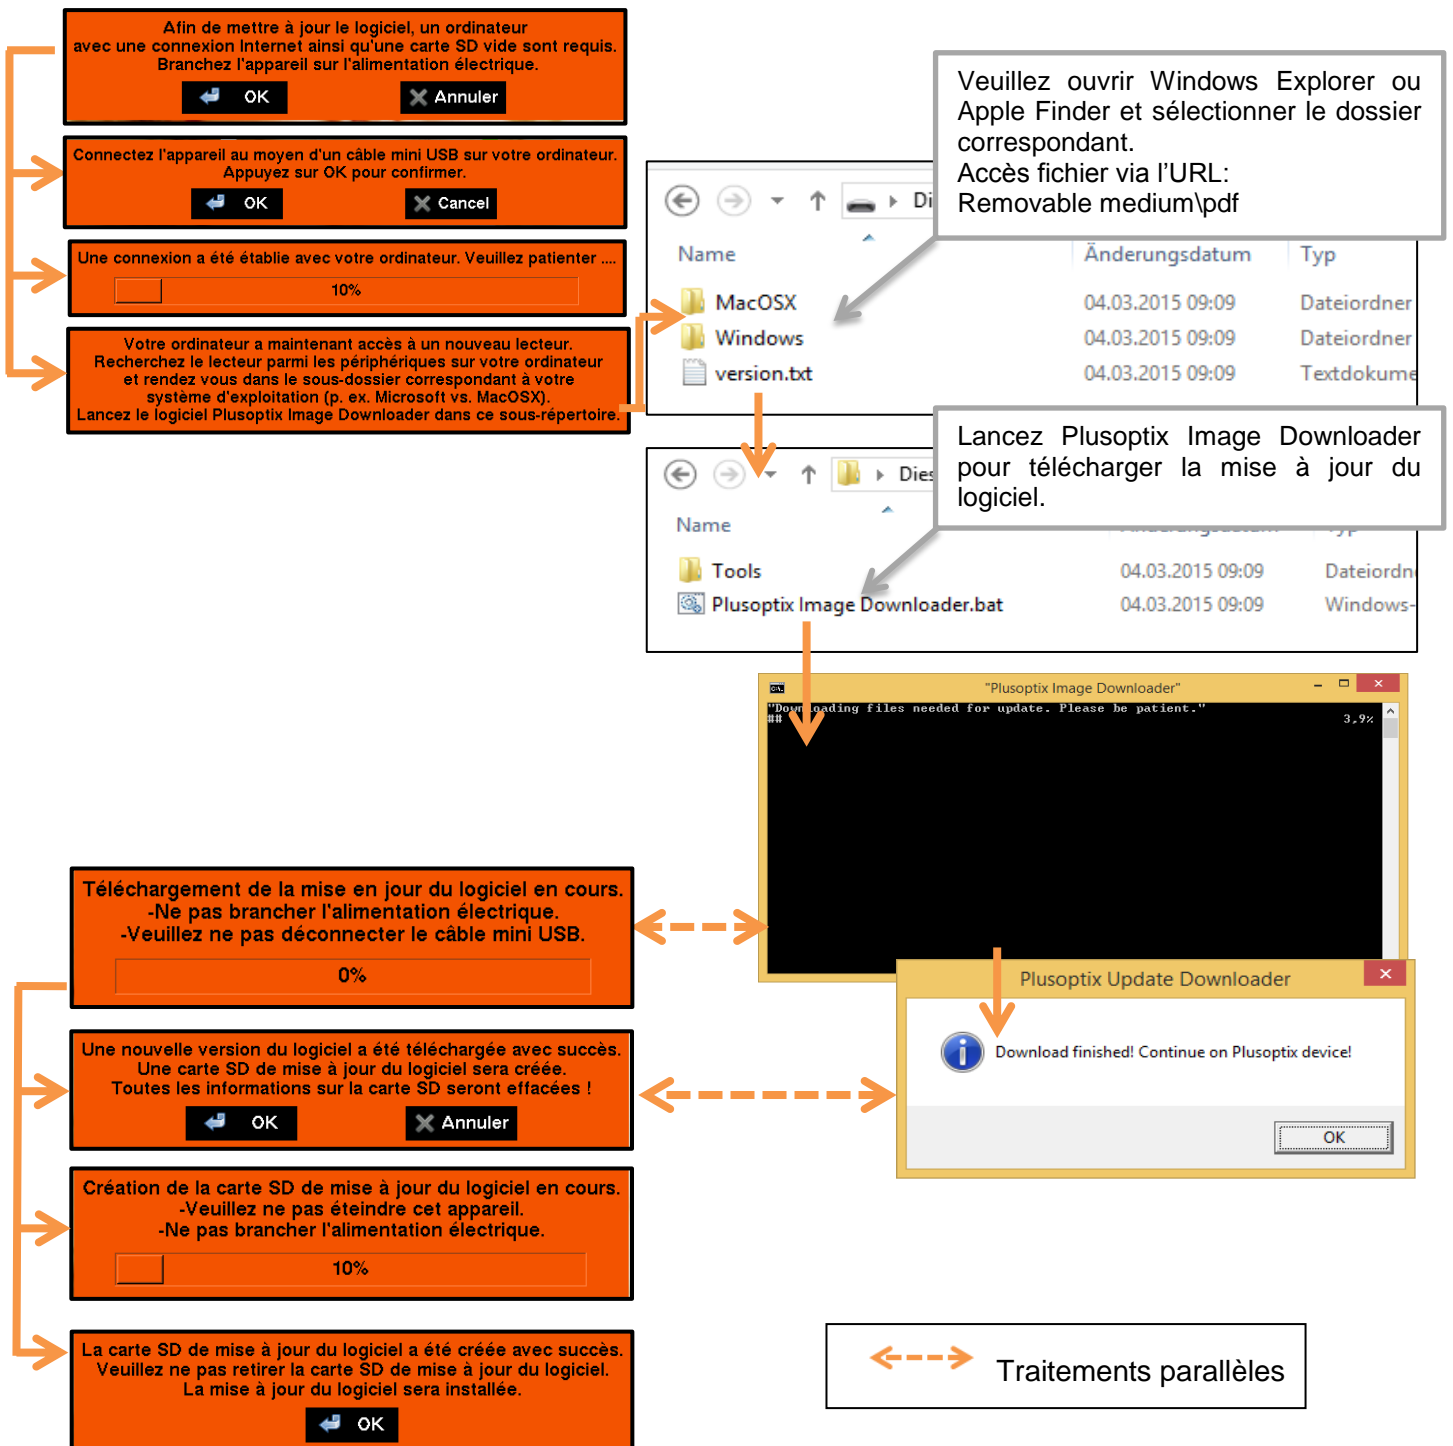 Afin de mettre à jour le logiciel, un ordinateur
avec une connexion Internet ainsi qu'une carte SD vide sont requis.
Branchez l'appareil sur l'alimentation électrique.
OK
Annuler
Connectez l'appareil au moyen d'un câble mini USB sur votre ordinateur.
Appuyez sur OK pour confirmer.
OK
Cancel
Une connexion a été établie avec votre ordinateur. Veuillez patienter ....
10%
Votre ordinateur a maintenant accès à un nouveau lecteur.
Recherchez le lecteur parmi les périphériques sur votre ordinateur
et rendez vous dans le sous-dossier correspondant à votre
système d'exploitation (p. ex. Microsoft vs. MacOSX).
Lancez le logiciel Plusoptix Image Downloader dans ce sous-répertoire.
Veuillez ouvrir Windows Explorer ou
Apple Finder et sélectionner le dossier
correspondant.
Accès fichier via l'URL:
Removable medium\pdf
Di
Name Änderungsdatum Typ
MacOSX 04.03.2015 09:09 Dateiordner
Windows 04.03.2015 09:09 Dateiordner
version.txt 04.03.2015 09:09 Textdokume
Lancez Plusoptix Image Downloader
pour télécharger la mise à jour du
logiciel.
Dies
Name
Tools 04.03.2015 09:09 Dateiordn
Plusoptix Image Downloader.bat 04.03.2015 09:09 Windows-
"Plusoptix Image Downloader"
"Downloading files needed for update. Please be patient."
## 3,9%
Téléchargement de la mise en jour du logiciel en cours.
-Ne pas brancher l'alimentation électrique.
-Veuillez ne pas déconnecter le câble mini USB.
0%
Plusoptix Update Downloader
Download finished! Continue on Plusoptix device!
OK
Une nouvelle version du logiciel a été téléchargée avec succès.
Une carte SD de mise à jour du logiciel sera créée.
Toutes les informations sur la carte SD seront effacées !
OK
Annuler
Création de la carte SD de mise à jour du logiciel en cours.
-Veuillez ne pas éteindre cet appareil.
-Ne pas brancher l'alimentation électrique.
10%
La carte SD de mise à jour du logiciel a été créée avec succès.
Veuillez ne pas retirer la carte SD de mise à jour du logiciel.
La mise à jour du logiciel sera installée.
OK
Traitements parallèles